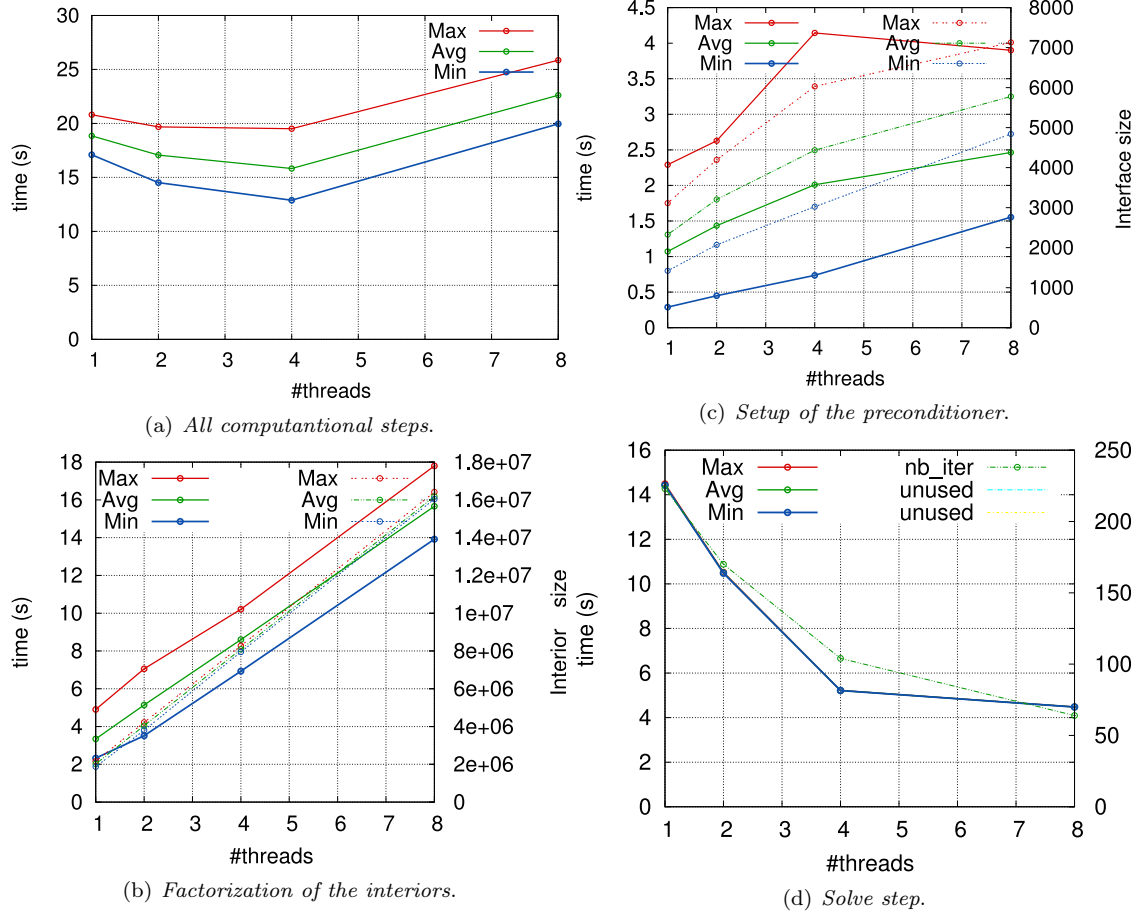 30
25
20
15
10
5
0
time (s)
Max
Avg
Min
1 2 3 4 5 6 7 8
#threads
(a) All computantional steps.
4.5
4
3.5
3
2.5
2
1.5
1
0.5
0
time (s)
Max
Avg
Min
Max
Avg
Min
8000
7000
6000
5000
4000
3000
2000
1000
0
Interface size
1 2 3 4 5 6 7 8
#threads
(c) Setup of the preconditioner.
18
16
14
12
10
8
6
4
2
0
time (s)
Max
Avg
Min
Max
Avg
Min
1.8e+07
1.6e+07
1.4e+07
1.2e+07
1e+07
8e+06
6e+06
4e+06
2e+06
0
Interior size
1 2 3 4 5 6 7 8
#threads
(b) Factorization of the interiors.
16
14
12
10
8
6
4
2
0
time (s)
Max
Avg
Min
nb_iter
unused
unused
250
200
150
100
50
0
1 2 3 4 5 6 7 8
#threads
(d) Solve step.